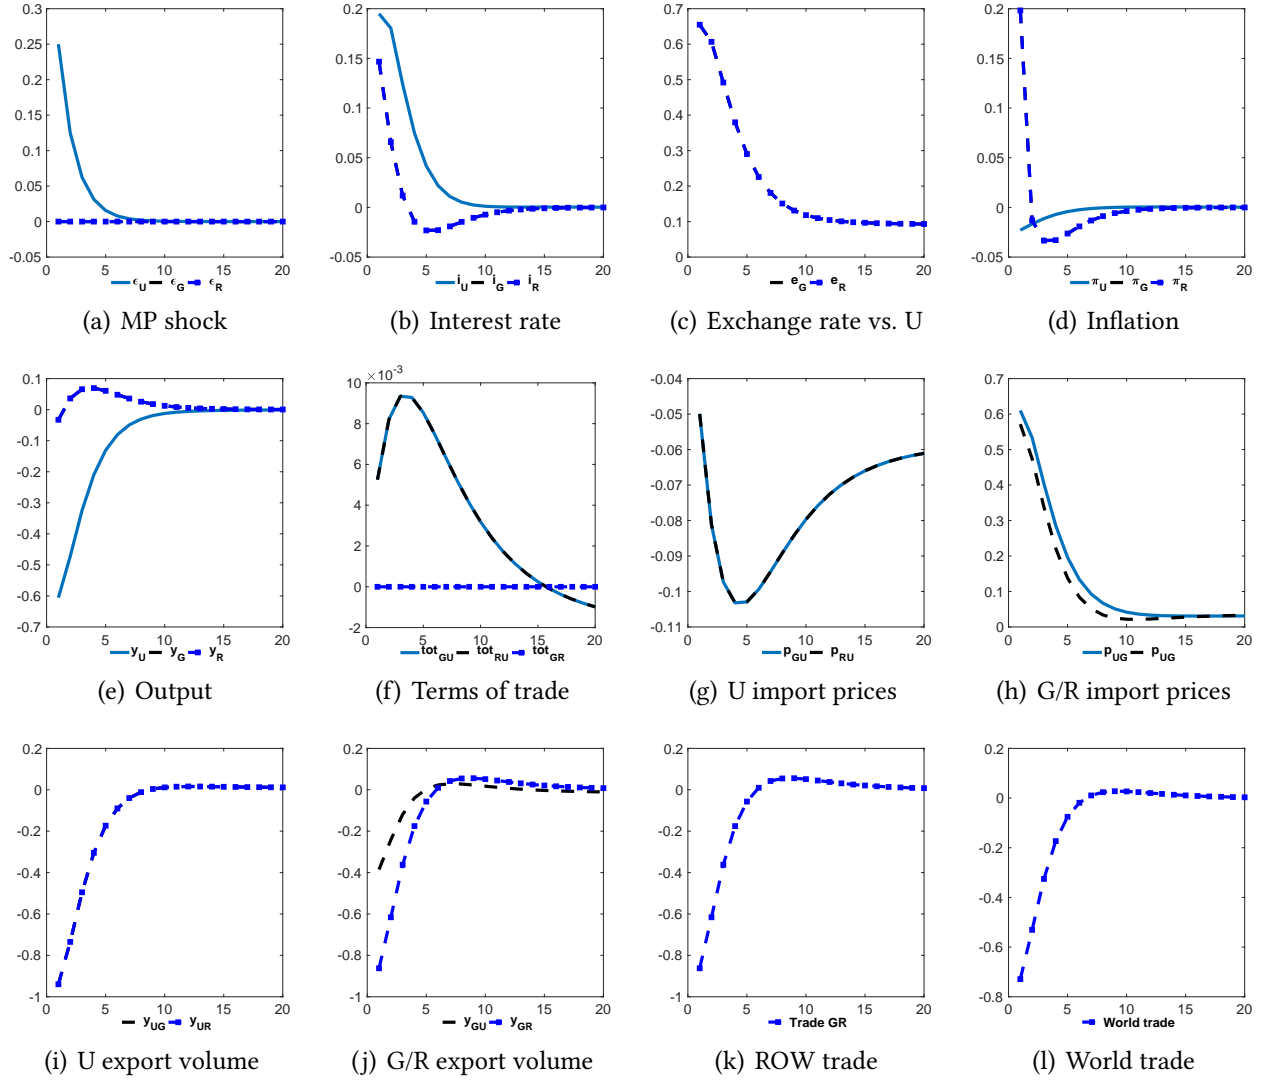 0.3
0.25
0.2
0.15
0.1
0.05
0
-0.05
0 5 10 15 20
ϵU ϵG ϵR
(a) MP shock
0.2
0.15
0.1
0.05
0
-0.05
0 5 10 15 20
iU iG iR
(b) Interest rate
0.7
0.6
0.5
0.4
0.3
0.2
0.1
0
0 5 10 15 20
eG eR
(c) Exchange rate vs. U
0.2
0.15
0.1
0.05
0
-0.05
0 5 10 15 20
πU πG πR
(d) Inflation
0.1
0
-0.1
-0.2
-0.3
-0.4
-0.5
-0.6
-0.7
0 5 10 15 20
yU yG yR
(e) Output
×10-3
10
8
6
4
2
0
-2
0 5 10 15 20
totGU totRU totGR
(f) Terms of trade
-0.04
-0.05
-0.06
-0.07
-0.08
-0.09
-0.1
-0.11
0 5 10 15 20
pGU pRU
(g) U import prices
0.7
0.6
0.5
0.4
0.3
0.2
0.1
0
0 5 10 15 20
pUG pUG
(h) G/R import prices
0.2
0
-0.2
-0.4
-0.6
-0.8
-1
0 5 10 15 20
yUG yUR
(i) U export volume
0.2
0
-0.2
-0.4
-0.6
-0.8
-1
0 5 10 15 20
yGU yGR
(j) G/R export volume
0.2
0
-0.2
-0.4
-0.6
-0.8
-1
0 5 10 15 20
Trade GR
(k) ROW trade
0.2
0
-0.2
-0.4
-0.6
-0.8
0 5 10 15 20
World trade
(l) World trade